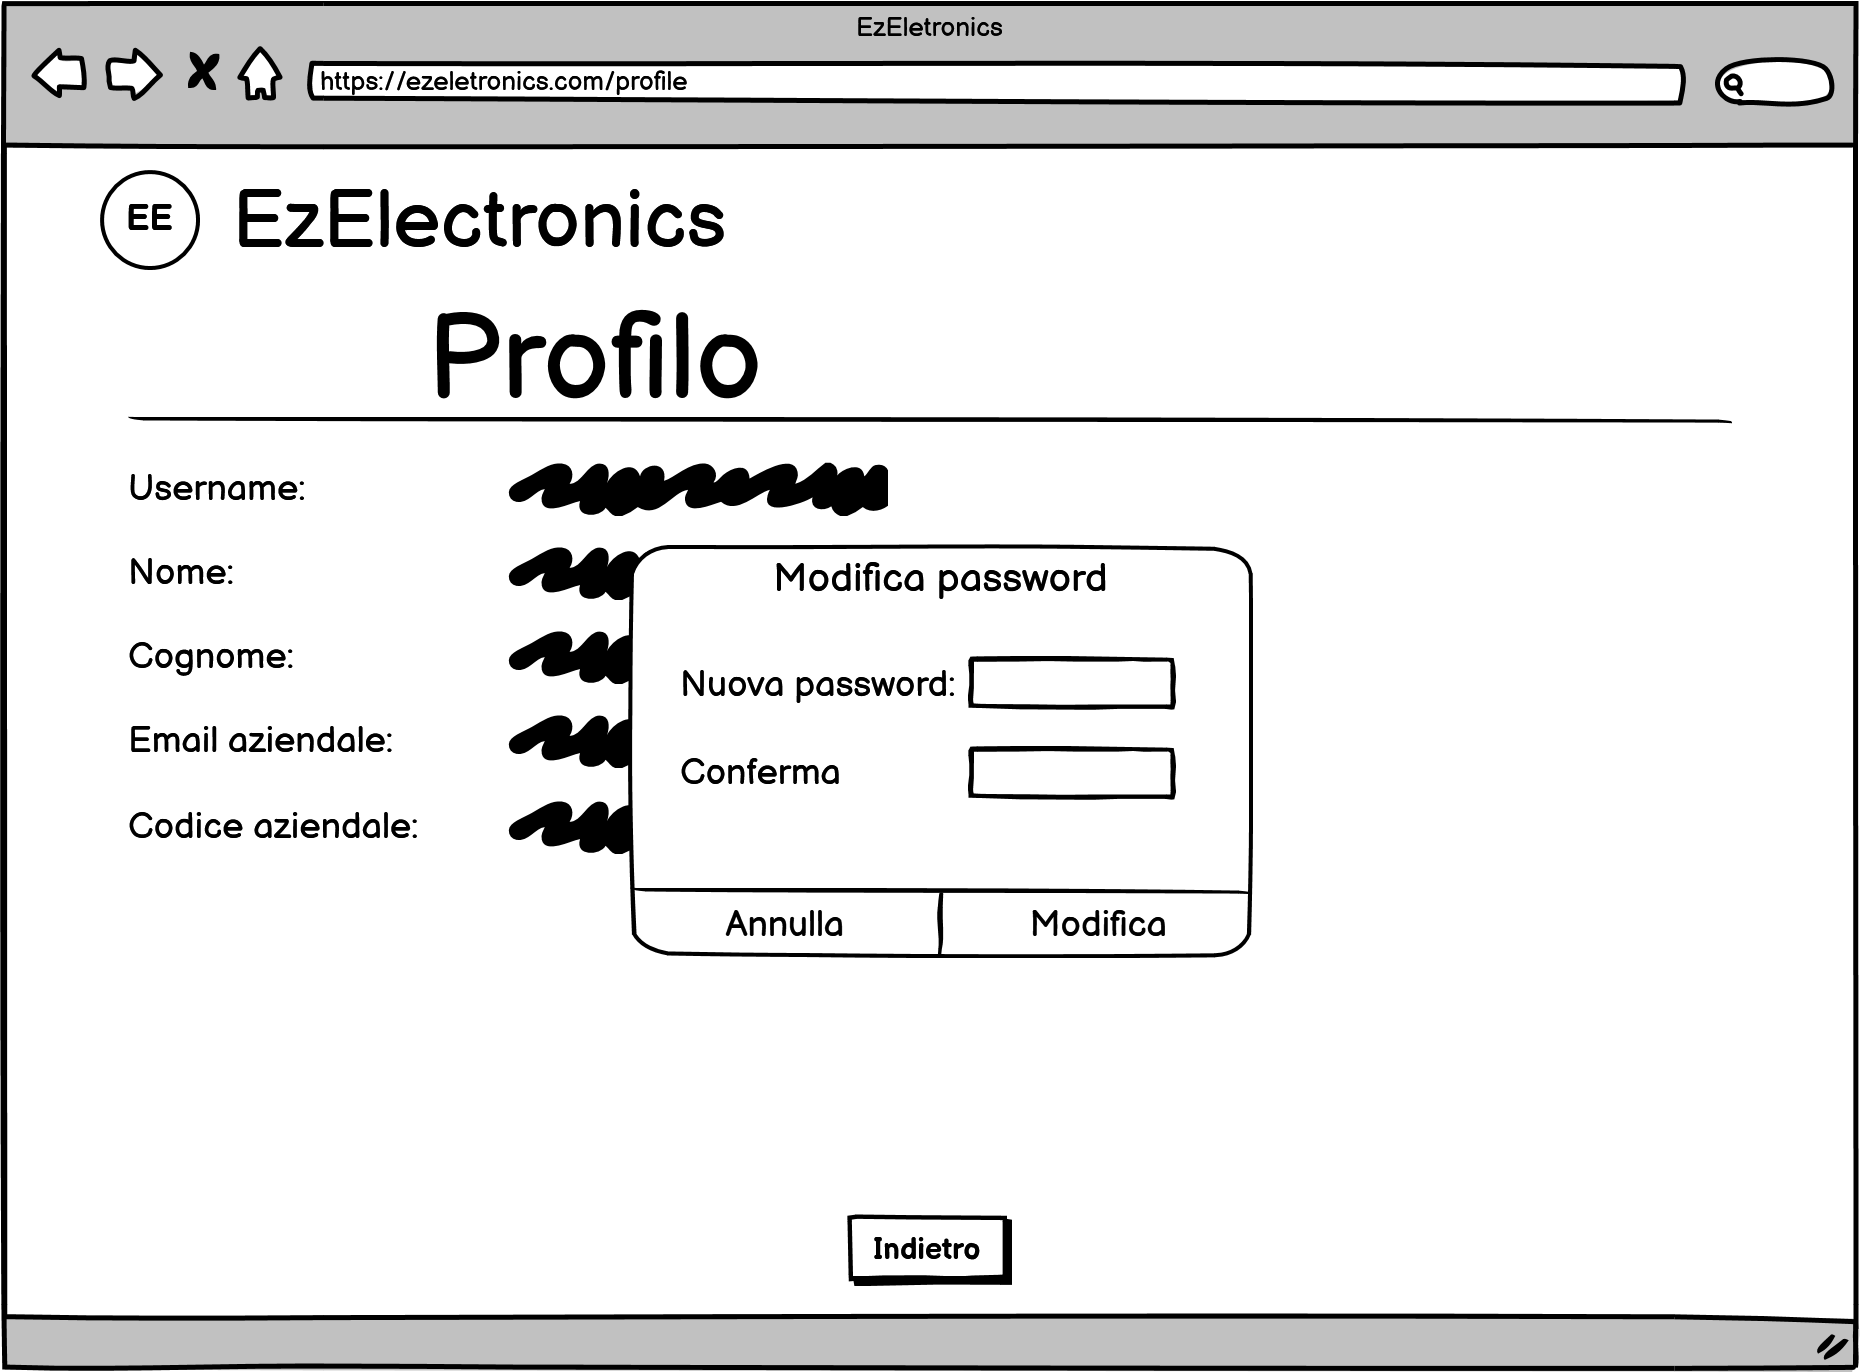 EzEletronics
https://ezeletronics.com/profile
EE
EzElectronics
Profilo
Username:
Nome:
Cognome:
Email aziendale:
Codice aziendale:
Modifica password
Nuova password:
Conferma
Annulla
Modifica
Indietro